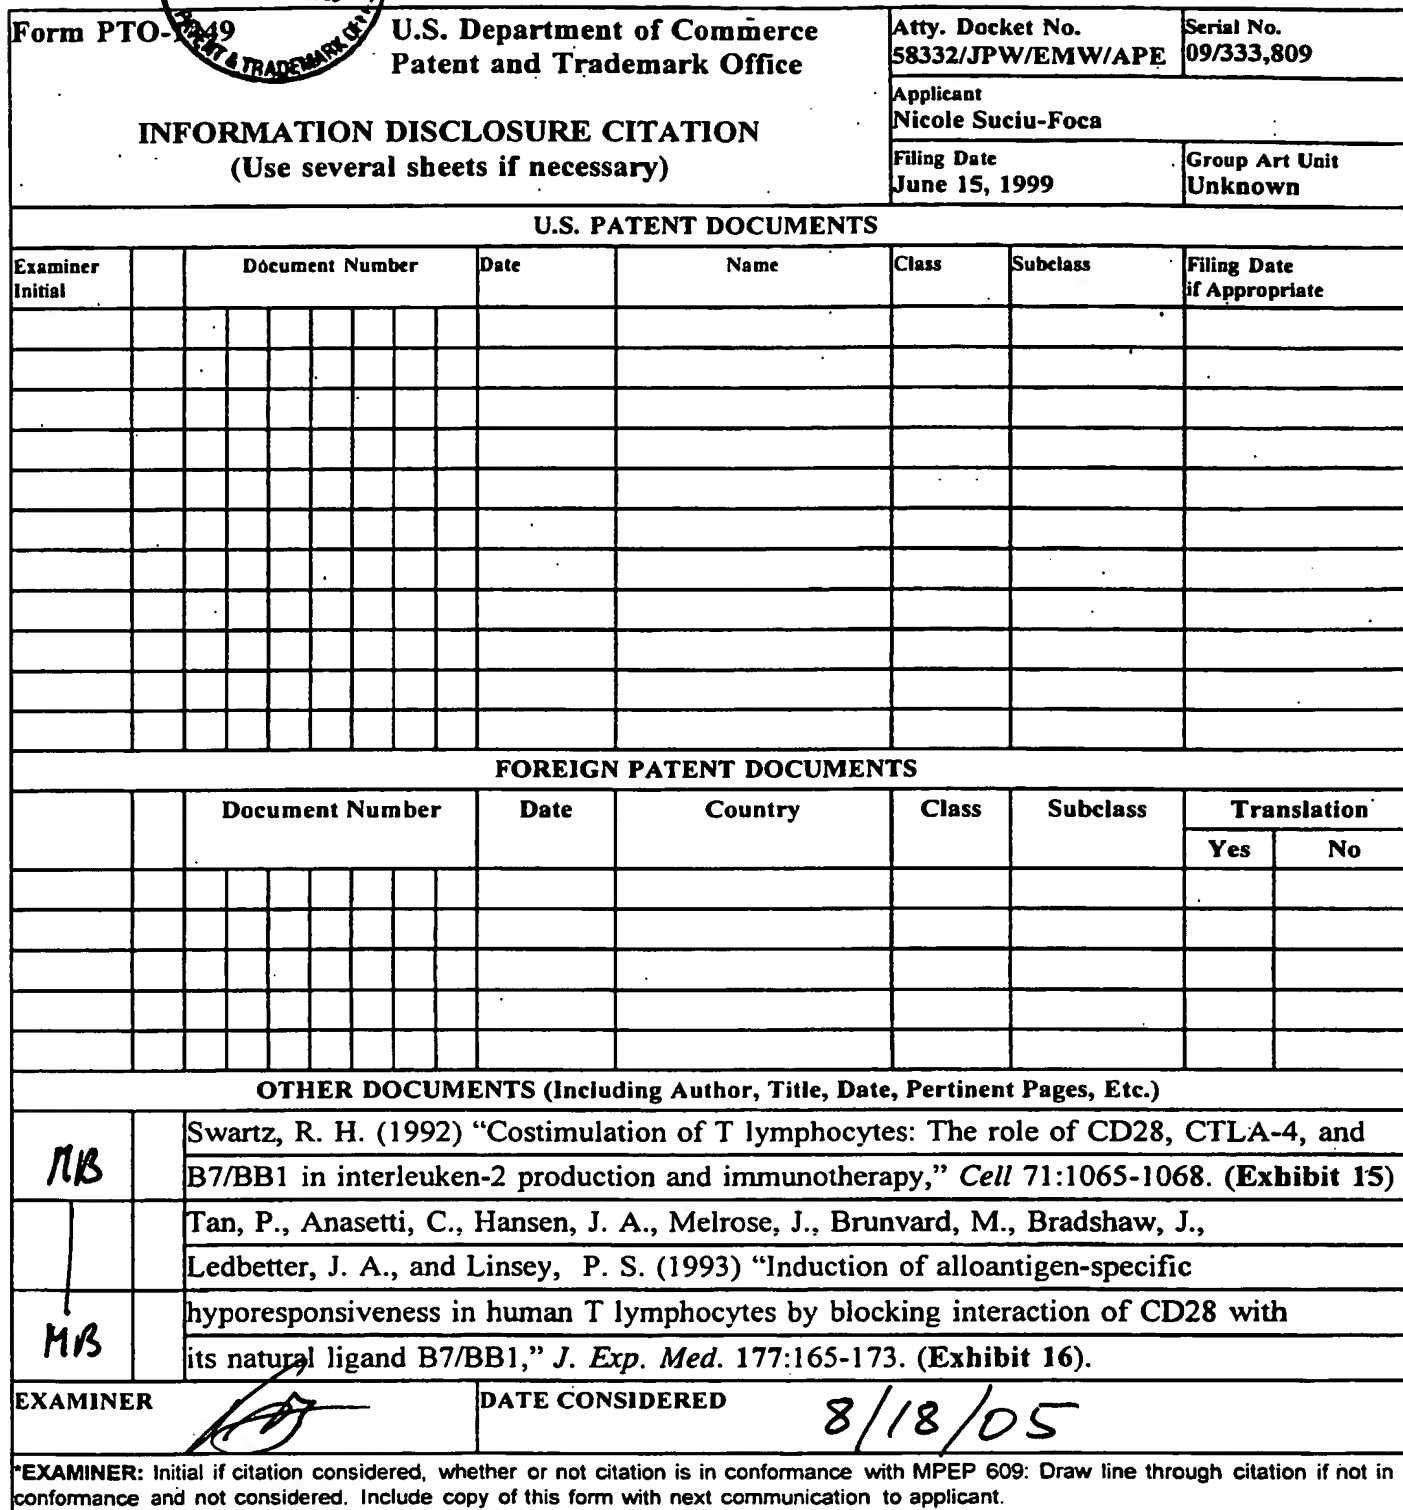 Form PTO- 49
U.S. Department of Commerce
Patent and Trademark Office
PATENT & TRADEMARK
INFORMATION DISCLOSURE CITATION
(Use several sheets if necessary)
Atty. Docket No.
58332/JPW/EMW/APE
Serial No.
09/333,809
Applicant
Nicole Suciu-Foca
Filing Date
June 15, 1999
Group Art Unit
Unknown
U.S. PATENT DOCUMENTS
Examiner
Initial
Document Number
Date
Name
Class
Subclass
Filing Date
if Appropriate
FOREIGN PATENT DOCUMENTS
Document Number
Date
Country
Class
Subclass
Translation
Yes
No
OTHER DOCUMENTS (Including Author, Title, Date, Pertinent Pages, Etc.)
MB
Swartz, R. H. (1992) “Costimulation of T lymphocytes: The role of CD28, CTLA-4, and
B7/BB1 in interleuken-2 production and immunotherapy,” Cell 71:1065-1068. (Exhibit 15)
Tan, P., Anasetti, C., Hansen, J. A., Melrose, J., Brunvard, M., Bradshaw, J.,
Ledbetter, J. A., and Linsey, P. S. (1993) “Induction of alloantigen-specific
MB
hyporesponsiveness in human T lymphocytes by blocking interaction of CD28 with
its natural ligand B7/BB1,” J. Exp. Med. 177:165-173. (Exhibit 16).
EXAMINER
DATE CONSIDERED
8/18/05
*EXAMINER: Initial if citation considered, whether or not citation is in conformance with MPEP 609: Draw line through citation if not in
conformance and not considered. Include copy of this form with next communication to applicant.